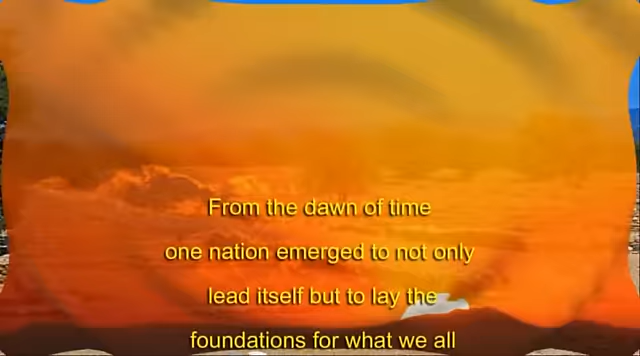 From the dawn of time
one nation emerged to not only
lead itself but to lay the
foundations for what we all